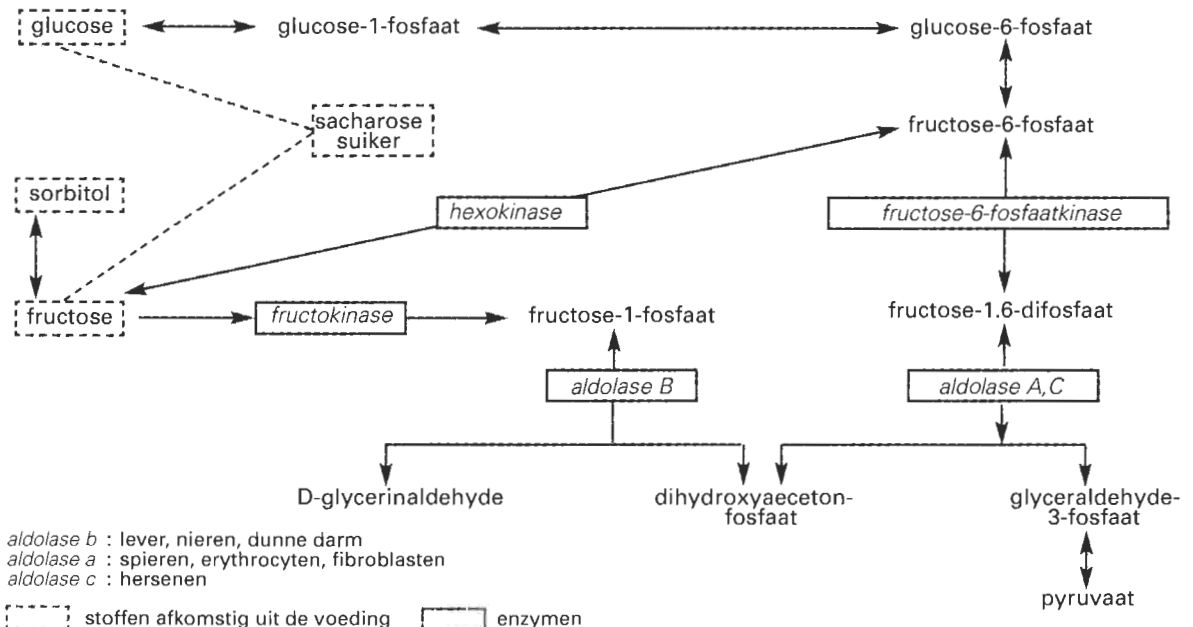 glucose
glucose-1-fosfaat
glucose-6-fosfaat
sacharose
suiker
fructose-6-fosfaat
sorbitol
hexokinase
fructose-6-fosfaatkinase
fructose
fructokinase
fructose-1-fosfaat
fructose-1.6-difosfaat
aldolase B
aldolase A,C
D-glycerinaldehyde
dihydroxyaeceton-
fosfaat
glyceraldehyde-
3-fosfaat
aldolase b : lever, nieren, dunne darm
aldolase a : spieren, erythrocyten, fibroblasten
aldolase c : hersenen
pyruvaat
stoffen afkomstig uit de voeding
enzymen